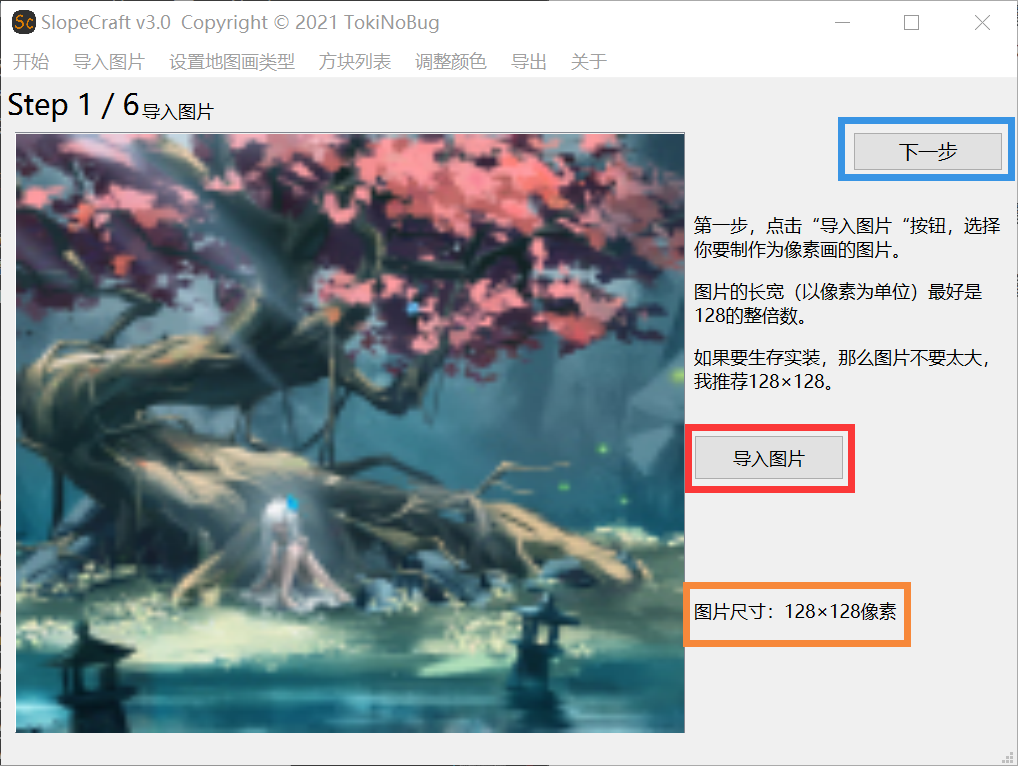 Sc SlopeCraft v3.0 Copyright © 2021 TokiNoBug
开始 导入图片 设置地图画类型 方块列表 调整颜色 导出 关于
Step 1 / 6 导入图片
下一步
第一步，点击“导入图片“按钮，选择
你要制作为像素画的图片。
图片的长宽（以像素为单位）最好是
128的整倍数。
如果要生存实装，那么图片不要太大，
我推荐128×128。
导入图片
图片尺寸：128×128像素